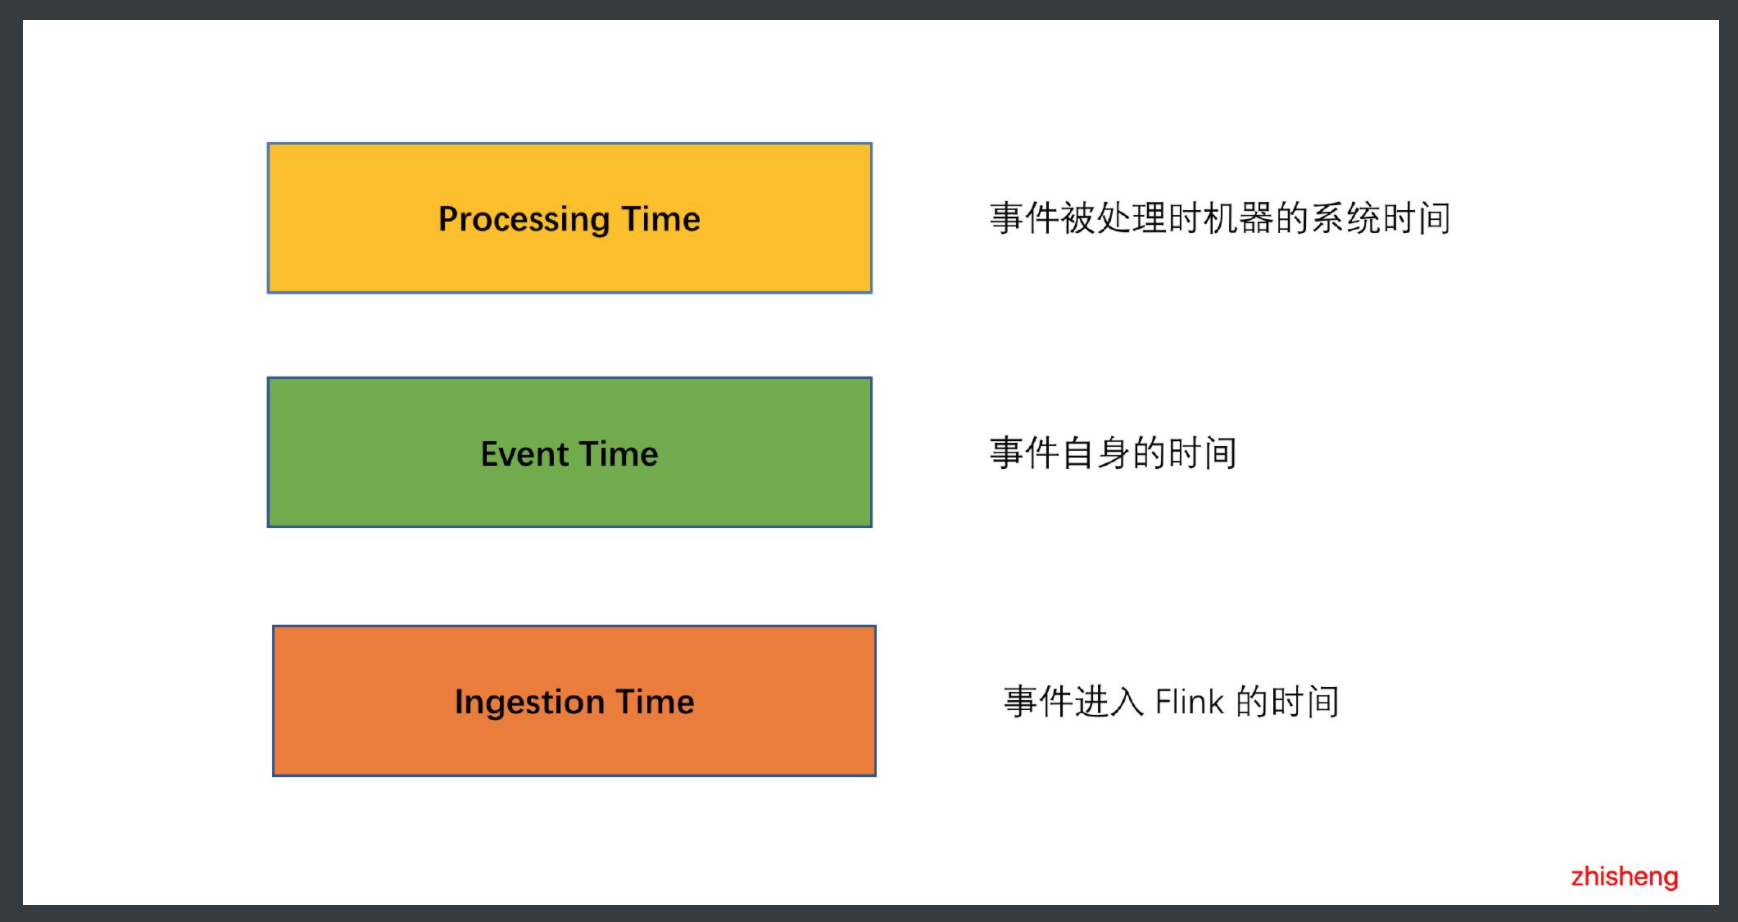 Processing Time
事件被处理时机器的系统时间
Event Time
事件自身的时间
Ingestion Time
事件进入 Flink 的时间
zhisheng